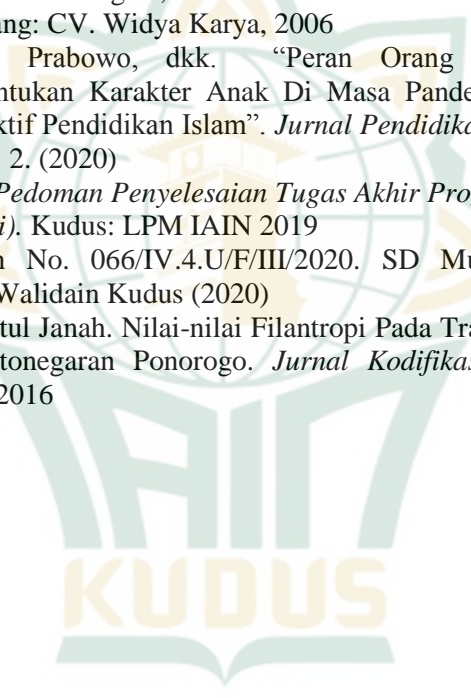 ang: CV. Widya Karya, 2006
Prabowo, dkk. “Peran Orang
ntukan Karakter Anak Di Masa Pande
ktif Pendidikan Islam”. Jurnal Pendidika
2. (2020)
Pedoman Penyelesaian Tugas Akhir Pro
i). Kudus: LPM IAIN 2019
n No. 066/IV.4.U/F/III/2020. SD Mu
Walidain Kudus (2020)
tul Janah. Nilai-nilai Filantropi Pada Tra
tonegaran Ponorogo. Jurnal Kodifikas
2016
IAIN
KUDUS